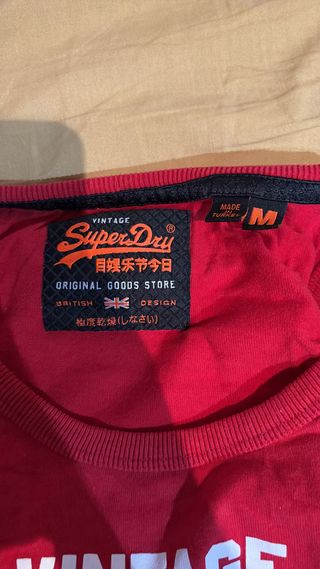 VINTAGE
SuperDry
目娱乐节今日
ORIGINAL GOODS STORE
BRITISH DESIGN
極度乾燥(しなさい)
MADE
IN
TURKEY
M
VINTAGE